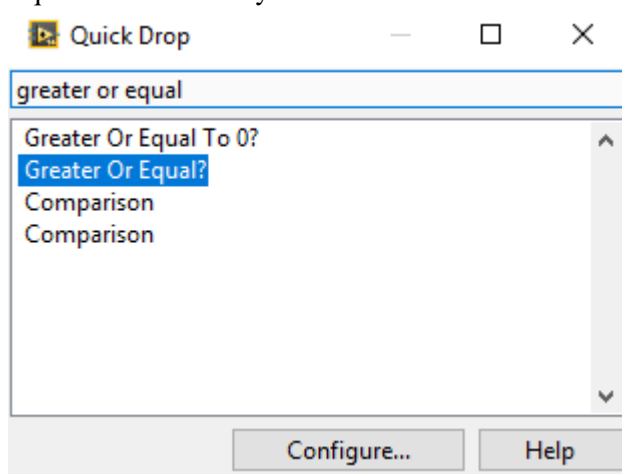 Quick Drop
greater or equal
Greater Or Equal To 0?
Greater Or Equal?
Comparison
Comparison
Configure...
Help